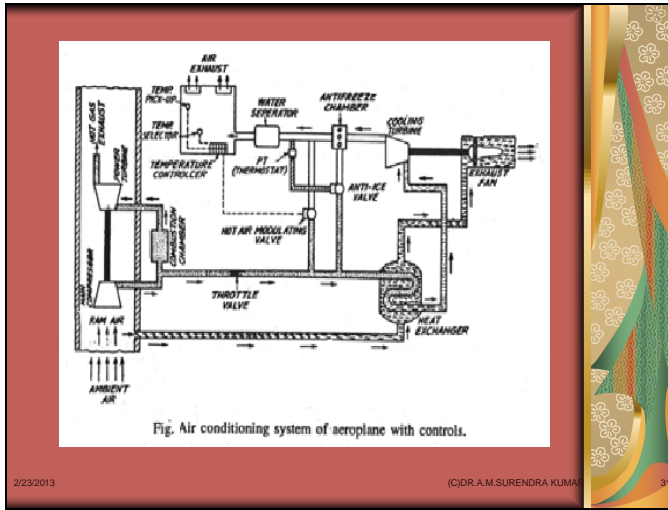 AIR
EXHAUST
TEMP.
PICK-UP
TEMP.
SELECTOR
TEMPERATURE
CONTROLLER
WATER
SEPERATOR
ANTIFREEZE
CHAMBER
COOLING
TURBINE
EXHAUST
FAN
HOT GAS
EXHAUST
POWER
TURBINE
PT
(THERMOSTAT)
ANTI-ICE
VALVE
HOT AIR MODULATING
VALVE
COMBUSTION
CHAMBER
MAIN
COMPRESSOR
THROTTLE
VALVE
HEAT
EXCHANGER
RAM AIR
AMBIENT
AIR
Fig. Air conditioning system of aeroplane with controls.
2/23/2013
(C)DR.A.M.SURENDRA KUMAR